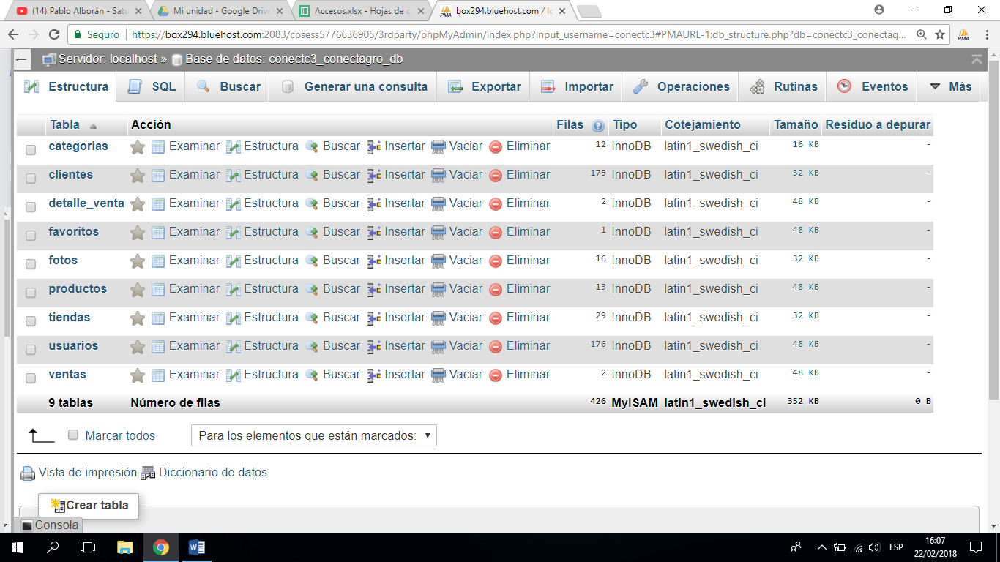 (14) Pablo Alborán - Satu
Mi unidad - Google Drive
Accesos.xlsx - Hojas de c
box294.bluehost.com / lo
Seguro https://box294.bluehost.com:2083/cpsess5776636905/3rdparty/phpMyAdmin/index.php?input_username=conectc3#PMAURL-1:db_structure.php?db=conectc3_conectag...
Servidor: localhost » Base de datos: conectc3_conectagro_db
Estructura SQL Buscar Generar una consulta Exportar Importar Operaciones Rutinas Eventos Más
Tabla Acción Filas Tipo Cotejamiento Tamaño Residuo a depurar
categorias Examinar Estructura Buscar Insertar Vaciar Eliminar 12 InnoDB latin1_swedish_ci 16 KB -
clientes Examinar Estructura Buscar Insertar Vaciar Eliminar 175 InnoDB latin1_swedish_ci 32 KB -
detalle_venta Examinar Estructura Buscar Insertar Vaciar Eliminar 2 InnoDB latin1_swedish_ci 48 KB -
favoritos Examinar Estructura Buscar Insertar Vaciar Eliminar 1 InnoDB latin1_swedish_ci 48 KB -
fotos Examinar Estructura Buscar Insertar Vaciar Eliminar 16 InnoDB latin1_swedish_ci 32 KB -
productos Examinar Estructura Buscar Insertar Vaciar Eliminar 13 InnoDB latin1_swedish_ci 48 KB -
tiendas Examinar Estructura Buscar Insertar Vaciar Eliminar 29 InnoDB latin1_swedish_ci 32 KB -
usuarios Examinar Estructura Buscar Insertar Vaciar Eliminar 176 InnoDB latin1_swedish_ci 48 KB -
ventas Examinar Estructura Buscar Insertar Vaciar Eliminar 2 InnoDB latin1_swedish_ci 48 KB -
9 tablas Número de filas 426 MyISAM latin1_swedish_ci 352 KB 0 B
Marcar todos Para los elementos que están marcados:
Vista de impresión Diccionario de datos
Crear tabla
Consola
ESP 16:07
22/02/2018